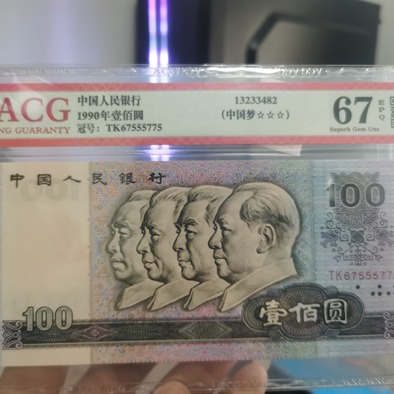 ACG
NG GUARANTY
中国人民银行
1990年壹佰圆
冠号: TK67555775
13233482
(中国梦☆☆☆)
67
EPQ
Superb Gem Unc
中国人民银行
100
TK6755577
100
壹佰圆